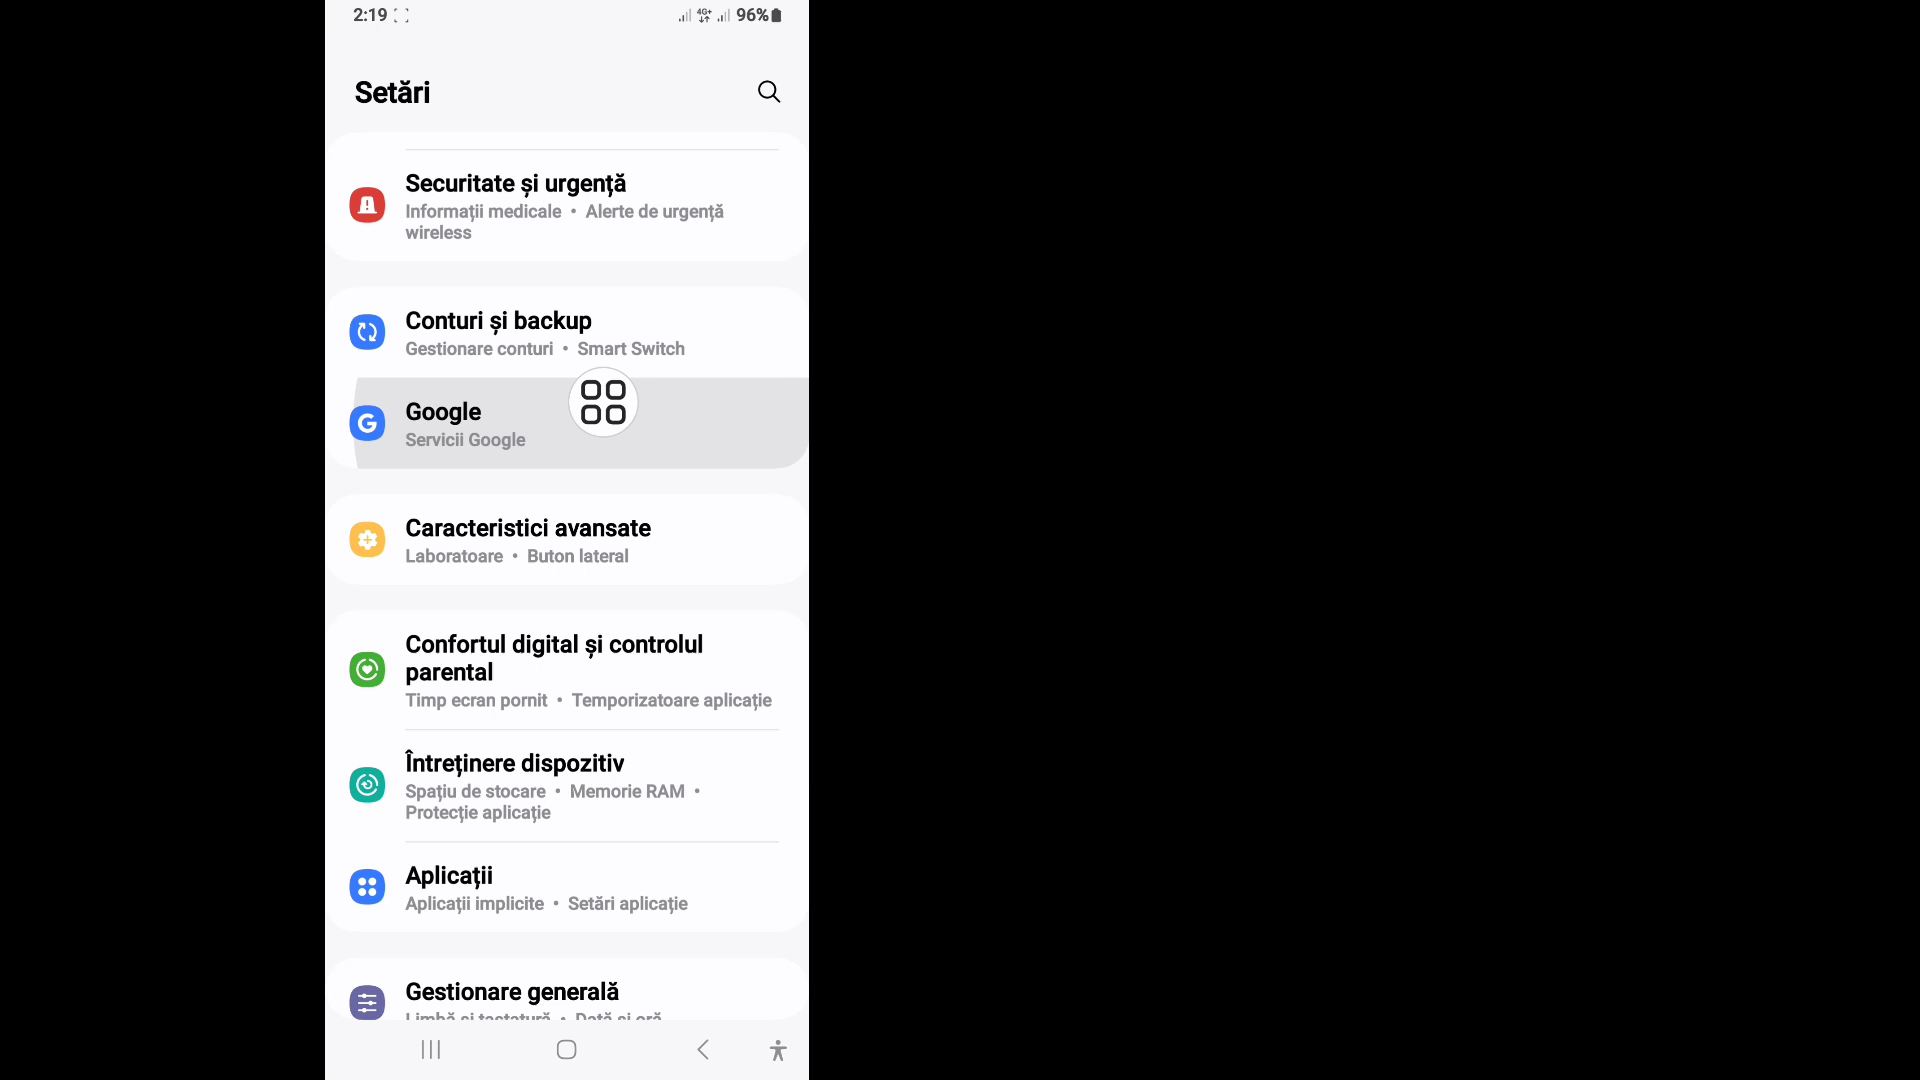 2:19 4G+ 96%
Setări
Securitate și urgență
Informații medicale • Alerte de urgență
wireless
Conturi și backup
Gestionare conturi • Smart Switch
Google
Servicii Google
Caracteristici avansate
Laboratoare • Buton lateral
Confortul digital și controlul
parental
Timp ecran pornit • Temporizatoare aplicație
Întreținere dispozitiv
Spațiu de stocare • Memorie RAM •
Protecție aplicație
Aplicații
Aplicații implicite • Setări aplicație
Gestionare generală
Limbă și tastatură • Dată și oră